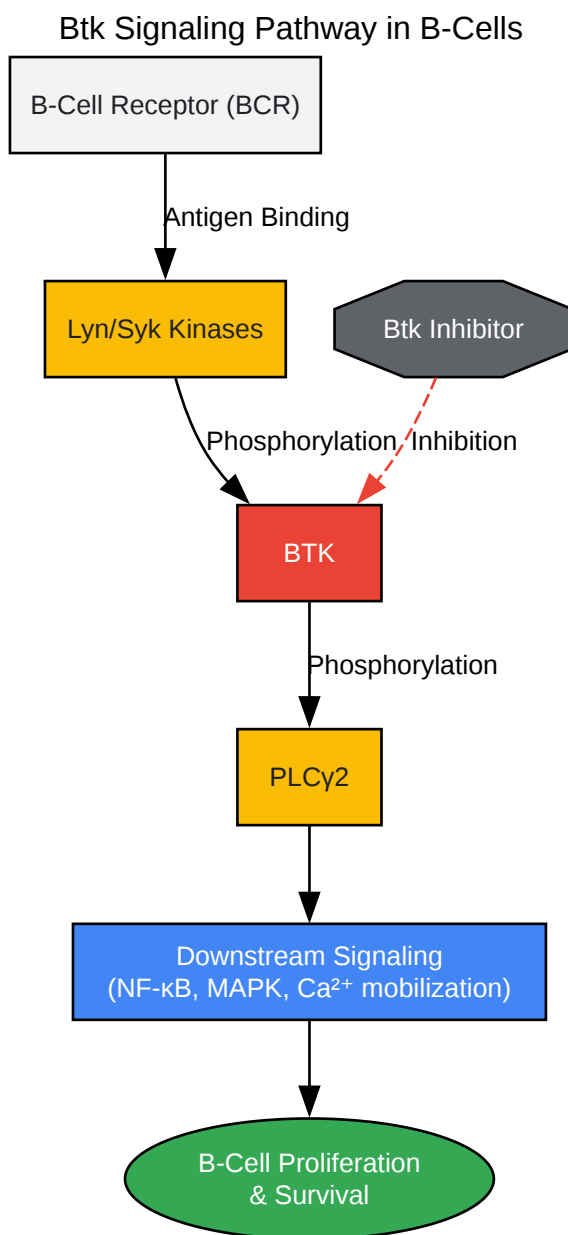 Btk Signaling Pathway in B-Cells
B-Cell Receptor (BCR)
Antigen Binding
Lyn/Syk Kinases
Btk Inhibitor
Phosphorylation
Inhibition
BTK
Phosphorylation
PLCγ2
Downstream Signaling
(NF-κB, MAPK, Ca²⁺ mobilization)
B-Cell Proliferation
& Survival